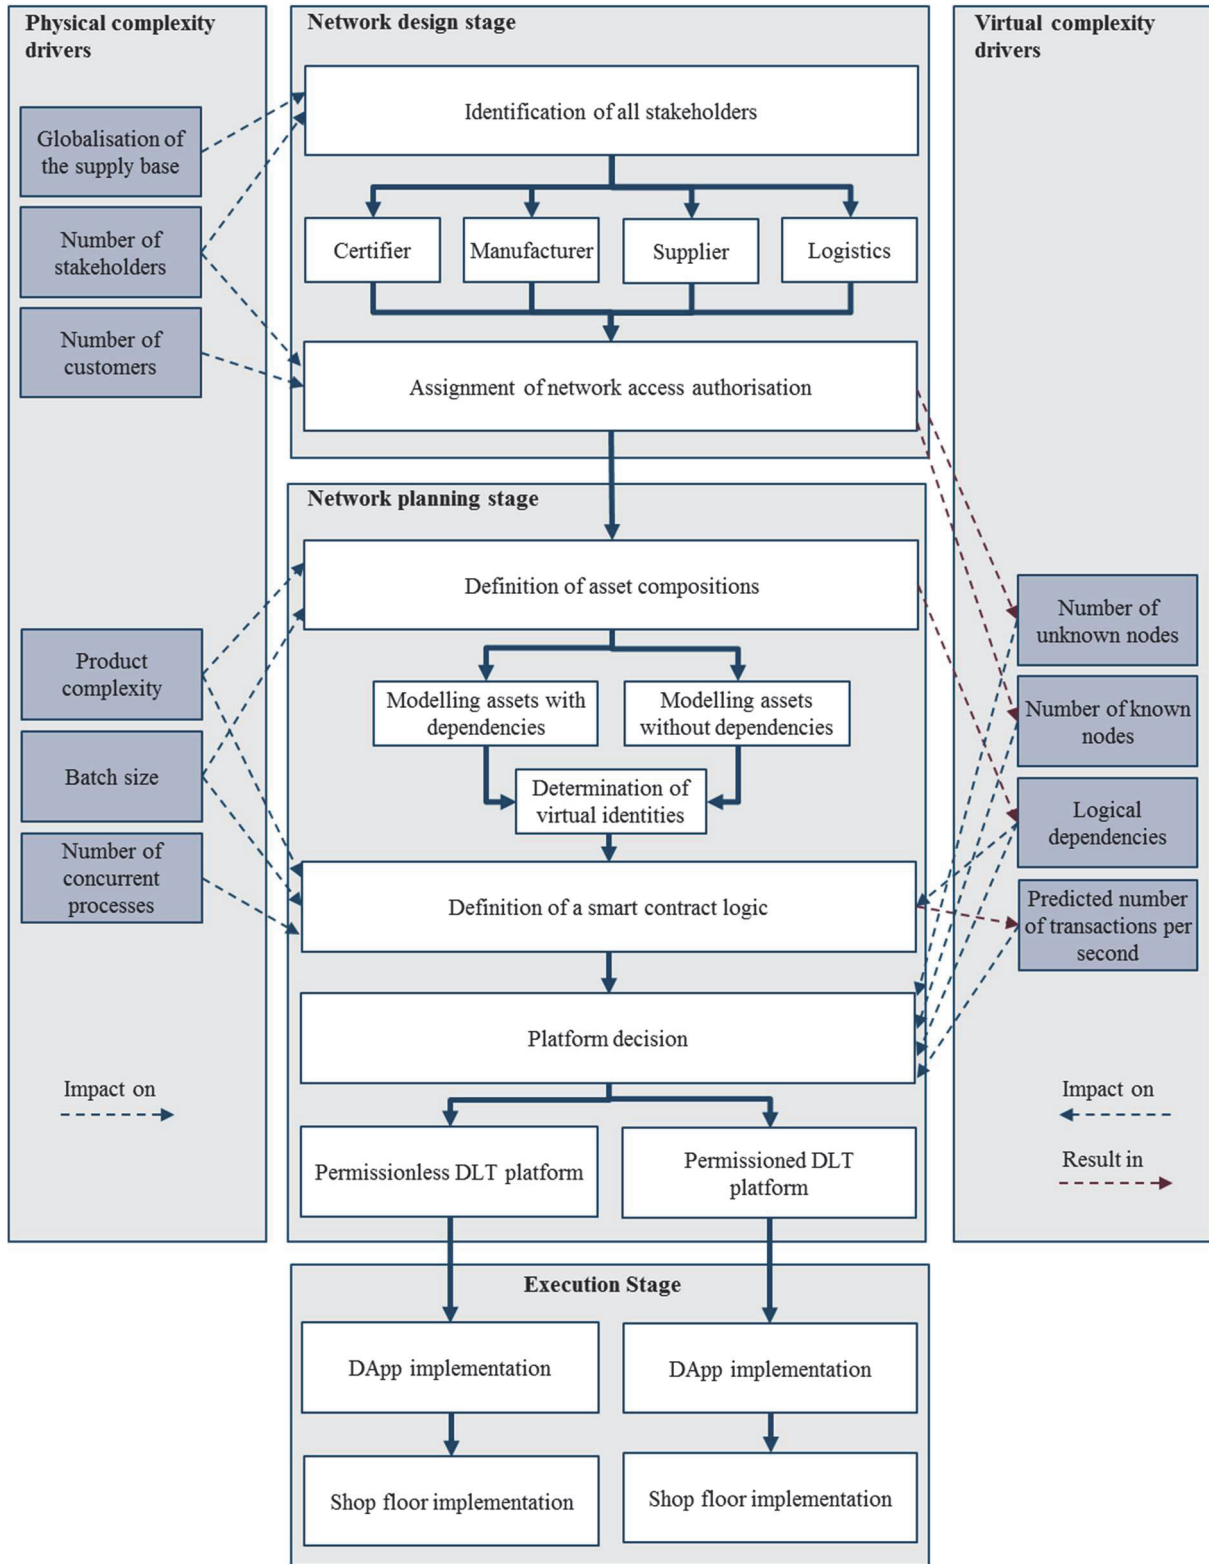 Physical complexity
drivers
Globalisation of
the supply base
Number of
stakeholders
Number of
customers
Product
complexity
Batch size
Number of
concurrent
processes
Impact on
Network design stage
Identification of all stakeholders
Certifier
Manufacturer
Supplier
Logistics
Assignment of network access authorisation
Network planning stage
Definition of asset compositions
Modelling assets with
dependencies
Modelling assets
without dependencies
Determination of
virtual identities
Definition of a smart contract logic
Platform decision
Permissionless DLT platform
Permissioned DLT
platform
Execution Stage
DApp implementation
DApp implementation
Shop floor implementation
Shop floor implementation
Virtual complexity
drivers
Number of
unknown nodes
Number of known
nodes
Logical
dependencies
Predicted number
of transactions per
second
Impact on
Result in